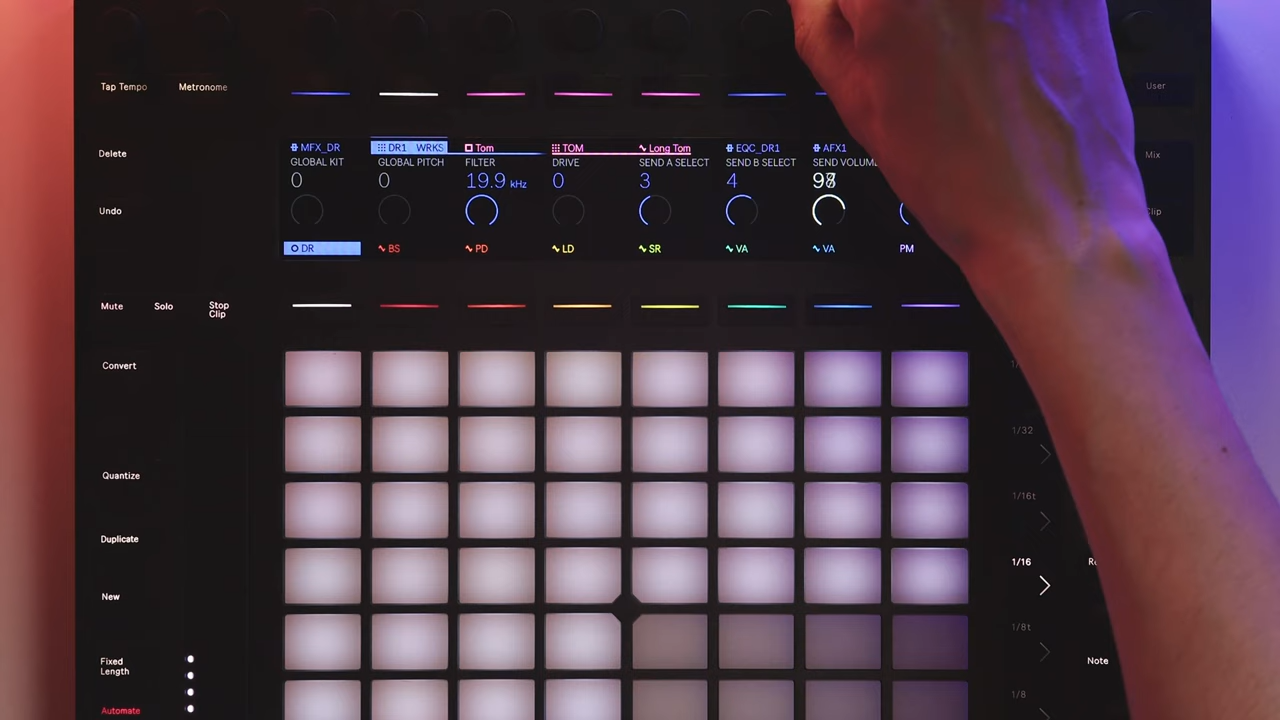 Tap Tempo Metronome
User
Delete
MFX_DR DR1 WRKS Tom TOM Long Tom EQC_DR1 AFX1
Mix
GLOBAL KIT GLOBAL PITCH FILTER DRIVE SEND A SELECT SEND B SELECT SEND VOLUM
0 0 19.9 kHz 0 3 4
Undo
lip
DR BS PD LD SR VA VA PM
Mute Solo Stop Clip
Convert
1/32
Quantize
1/16t
Duplicate
1/16
New
1/8t
Fixed
Length
Note
1/8
Automate